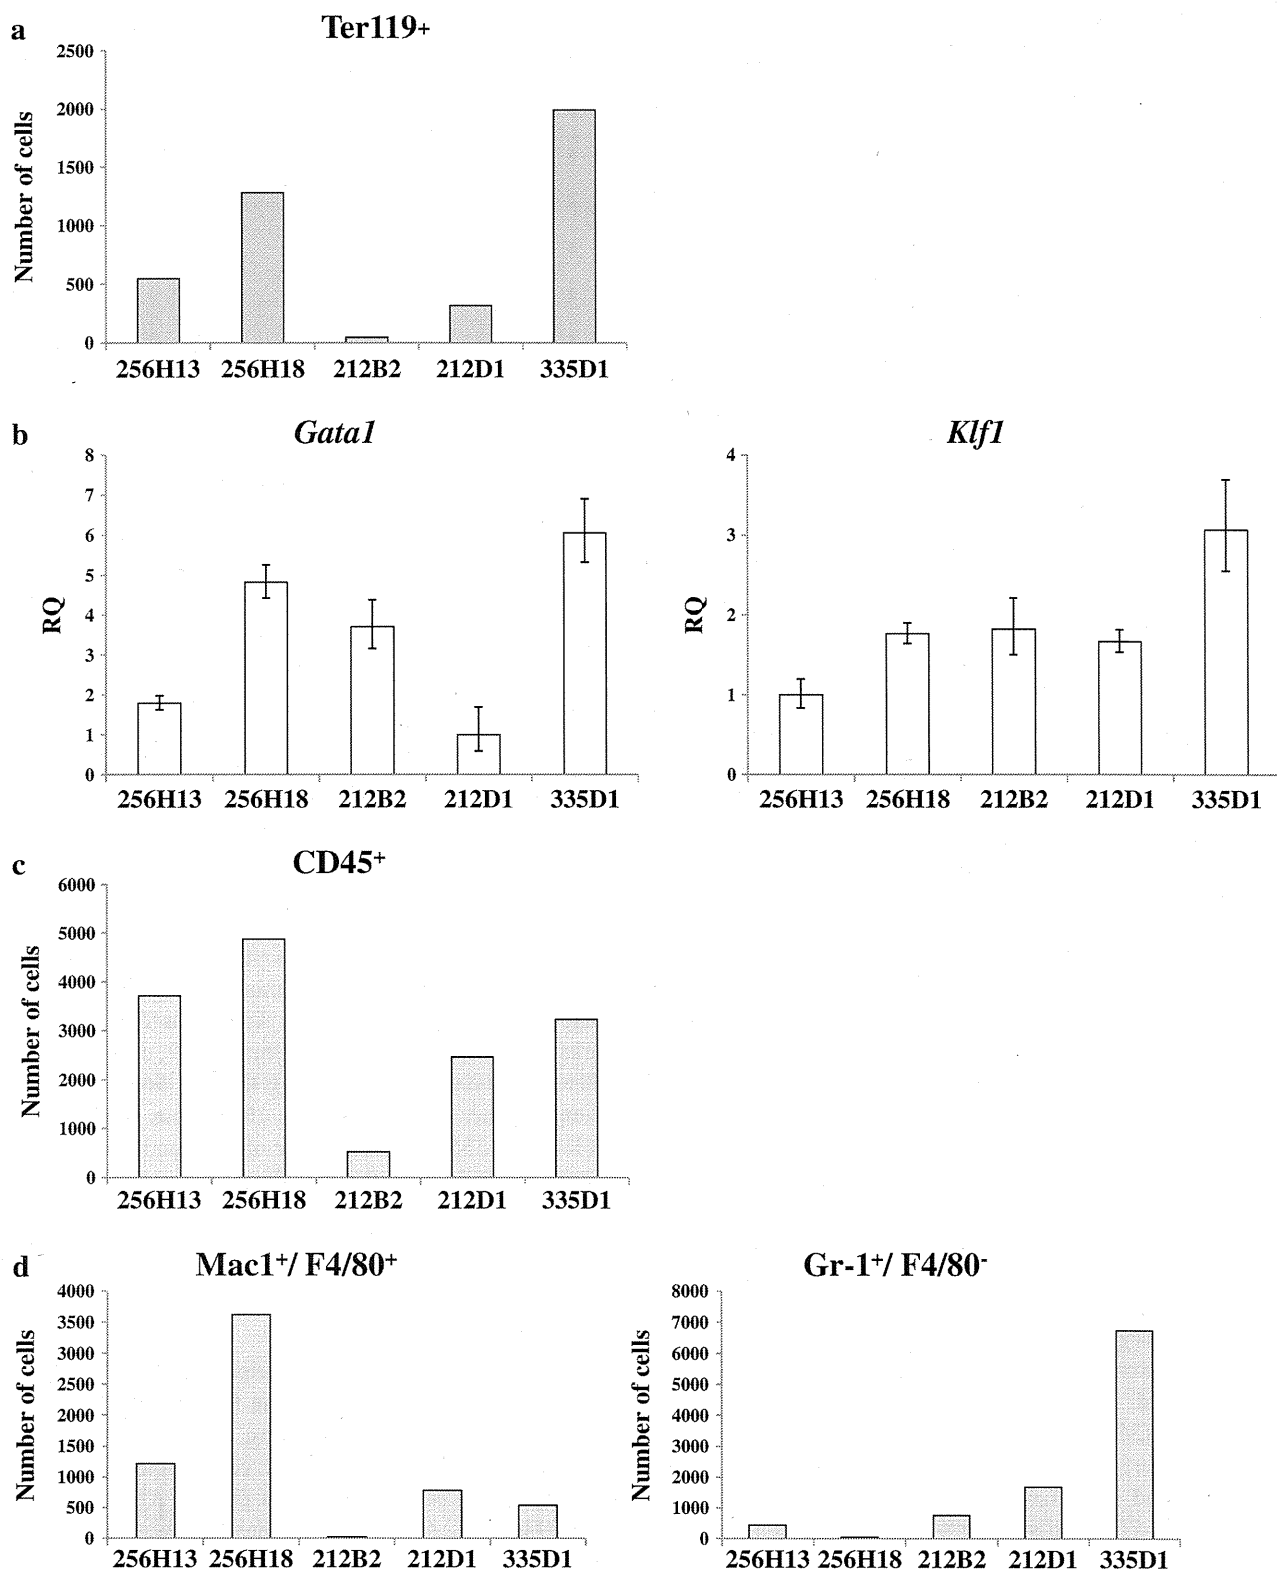 a
Ter119+
Number of cells
2500
2000
1500
1000
500
0
256H13 256H18 212B2 212D1 335D1
b
Gata1
RQ
8
7
6
5
4
3
2
1
0
256H13 256H18 212B2 212D1 335D1
Klf1
RQ
4
3
2
1
0
256H13 256H18 212B2 212D1 335D1
c
CD45⁺
Number of cells
6000
5000
4000
3000
2000
1000
0
256H13 256H18 212B2 212D1 335D1
d
Mac1⁺/ F4/80⁺
Number of cells
4000
3500
3000
2500
2000
1500
1000
500
0
256H13 256H18 212B2 212D1 335D1
Gr-1⁺/ F4/80⁻
Number of cells
8000
7000
6000
5000
4000
3000
2000
1000
0
256H13 256H18 212B2 212D1 335D1